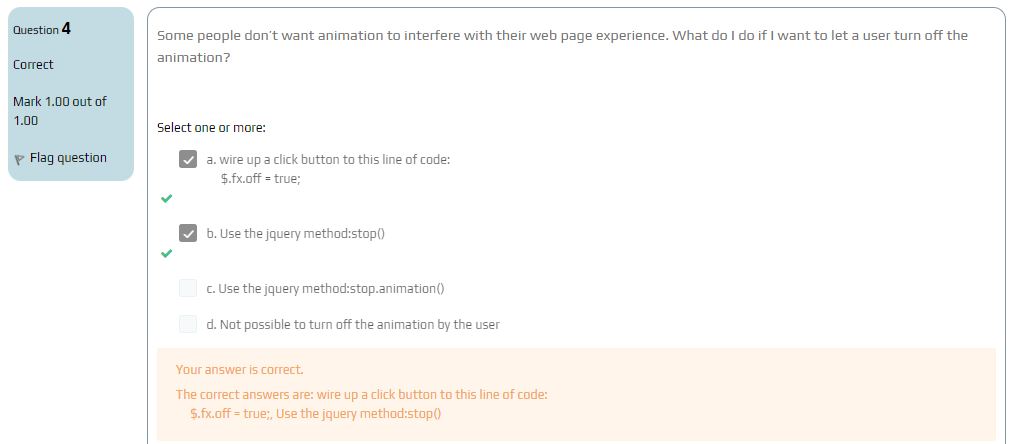 Question 4
Correct
Mark 1.00 out of
1.00
Flag question
Some people don't want animation to interfere with their web page experience. What do I do if I want to let a user turn off the
animation?
Select one or more:
a. wire up a click button to this line of code:
$.fx.off = true;
b. Use the jquery method:stop()
c. Use the jquery method:stop.animation()
d. Not possible to turn off the animation by the user
Your answer is correct.
The correct answers are: wire up a click button to this line of code:
$.fx.off = true;, Use the jquery method:stop()